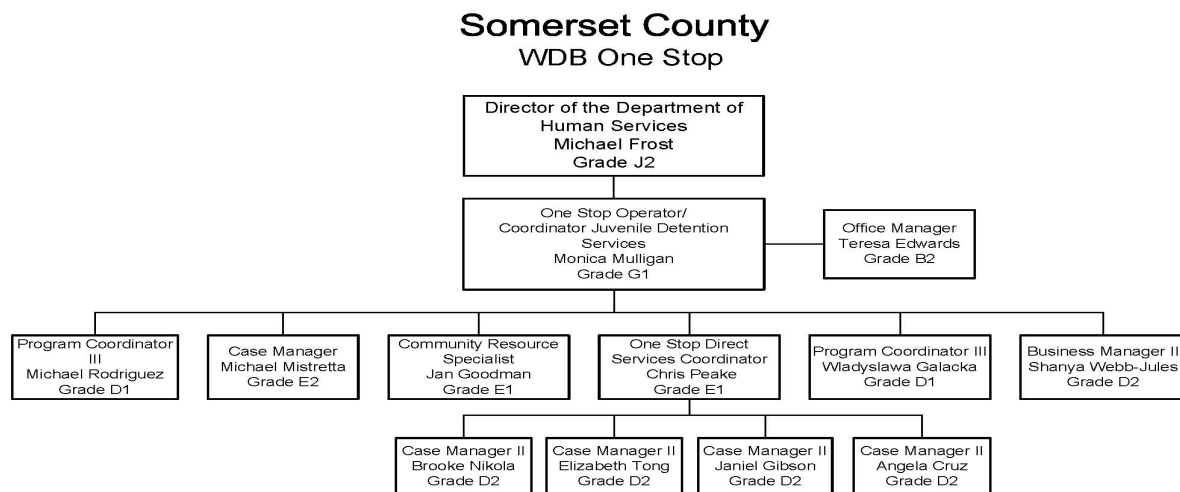 Somerset County
WDB One Stop
Director of the Department of
Human Services
Michael Frost
Grade J2
One Stop Operator/
Coordinator Juvenile Detention
Services
Monica Mulligan
Grade G1
Office Manager
Teresa Edwards
Grade B2
Program Coordinator
III
Michael Rodriguez
Grade D1
Case Manager
Michael Mistretta
Grade E2
Community Resource
Specialist
Jan Goodman
Grade E1
One Stop Direct
Services Coordinator
Chris Peake
Grade E1
Program Coordinator III
Wladyslawa Galacka
Grade D1
Business Manager II
Shanya Webb-Jules
Grade D2
Case Manager II
Brooke Nikola
Grade D2
Case Manager II
Elizabeth Tong
Grade D2
Case Manager II
Janiel Gibson
Grade D2
Case Manager II
Angela Cruz
Grade D2